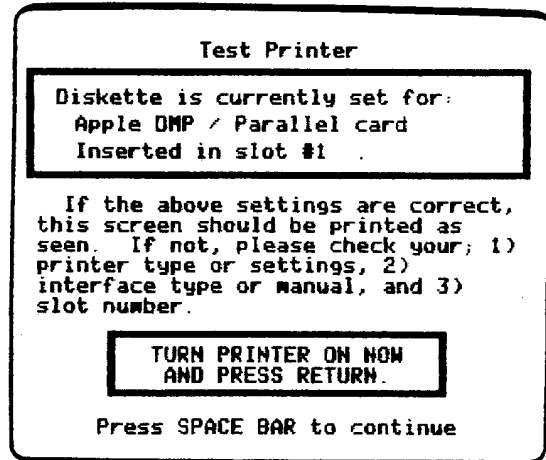 Test Printer
Diskette is currently set for:
Apple DMP / Parallel card
Inserted in slot #1 .
If the above settings are correct,
this screen should be printed as
seen. If not, please check your; 1)
printer type or settings, 2)
interface type or manual, and 3)
slot number.
TURN PRINTER ON NOW
AND PRESS RETURN.
Press SPACE BAR to continue